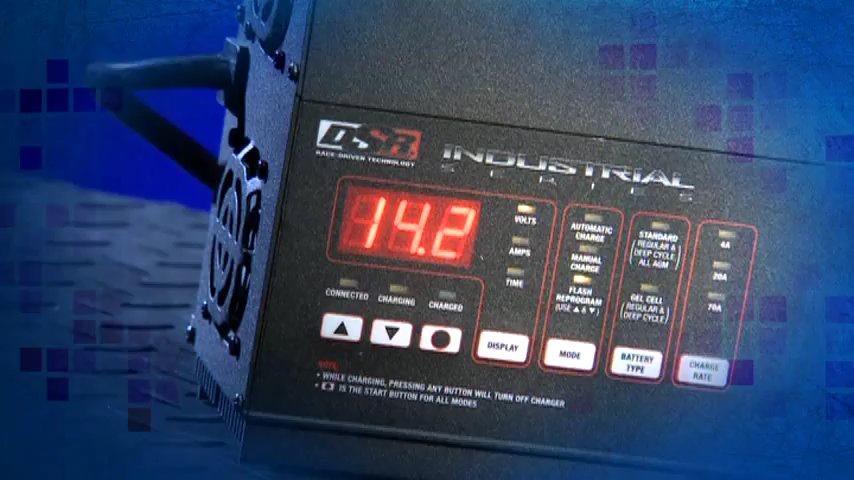 DSR
RACE-DRIVEN TECHNOLOGY
INDUSTRIAL
SERIES
14.2
VOLTS
AMPS
TIME
AUTOMATIC
CHARGE
MANUAL
CHARGE
FLASH
REPROGRAM
(USE ▲ & ▼)
STANDARD
(REGULAR &
DEEP CYCLE,
ALL AGM)
GEL CELL
(REGULAR &
DEEP CYCLE)
4A
20A
70A
CONNECTED
CHARGING
CHARGED
DISPLAY
MODE
BATTERY
TYPE
CHARGE
RATE
NOTE:
• WHILE CHARGING, PRESSING ANY BUTTON WILL TURN OFF CHARGER
• IS THE START BUTTON FOR ALL MODES